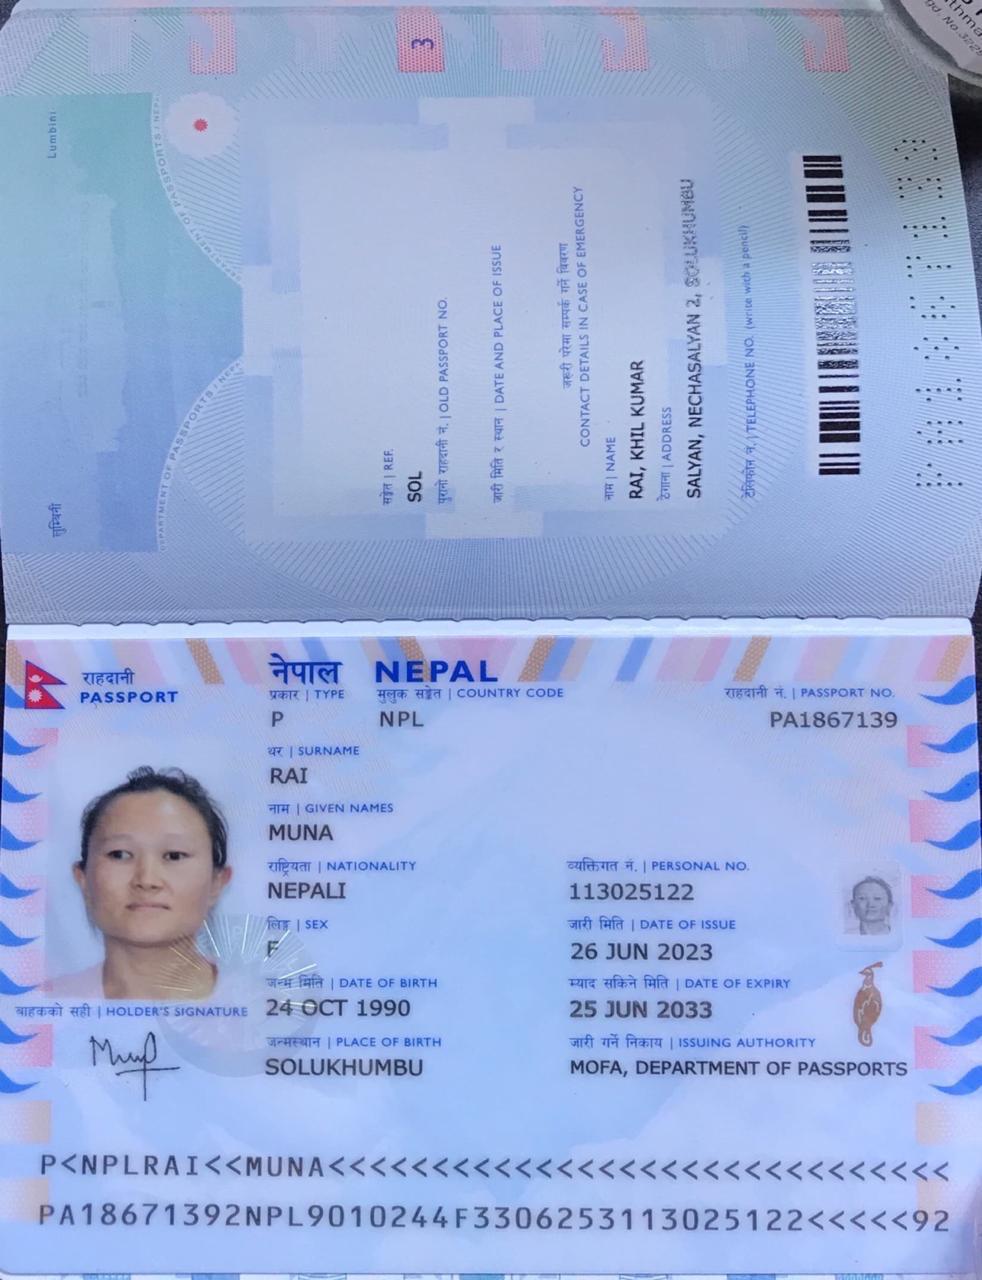 थmर
Lumbini
लुम्बिनी
DEPARTMENT OF PASSPORTS / NEPAL
3
सङ्केत | REF.
SOL
पुरानो राहदानी नं. | OLD PASSPORT NO.
जारी मिति र स्थान | DATE AND PLACE OF ISSUE
जरूरी परेमा सम्पर्क गर्ने विवरण
CONTACT DETAILS IN CASE OF EMERGENCY
नाम | NAME
RAI, KHIL KUMAR
ठेगाना | ADDRESS
SALYAN, NECHASALYAN 2, SOLUKHUMBU
टेलिफोन नं. | TELEPHONE NO. (write with a pencil)
राहदानी
PASSPORT
नेपाल NEPAL
प्रकार | TYPE मुलुक सङ्केत | COUNTRY CODE राहदानी नं. | PASSPORT NO.
P NPL PA1867139
थर | SURNAME
RAI
नाम | GIVEN NAMES
MUNA
राष्ट्रियता | NATIONALITY व्यक्तिगत नं. | PERSONAL NO.
NEPALI 113025122
लिङ्ग | SEX जारी मिति | DATE OF ISSUE
F 26 JUN 2023
जन्म मिति | DATE OF BIRTH म्याद सकिने मिति | DATE OF EXPIRY
24 OCT 1990 25 JUN 2033
बाहकको सही | HOLDER'S SIGNATURE
जन्मस्थान | PLACE OF BIRTH जारी गर्ने निकाय | ISSUING AUTHORITY
SOLUKHUMBU MOFA, DEPARTMENT OF PASSPORTS
P<NPLRAI<<MUNA<<<<<<<<<<<<<<<<<<<<<<<<<<<<<<
PA18671392NPL9010244F3306253113025122<<<<<92